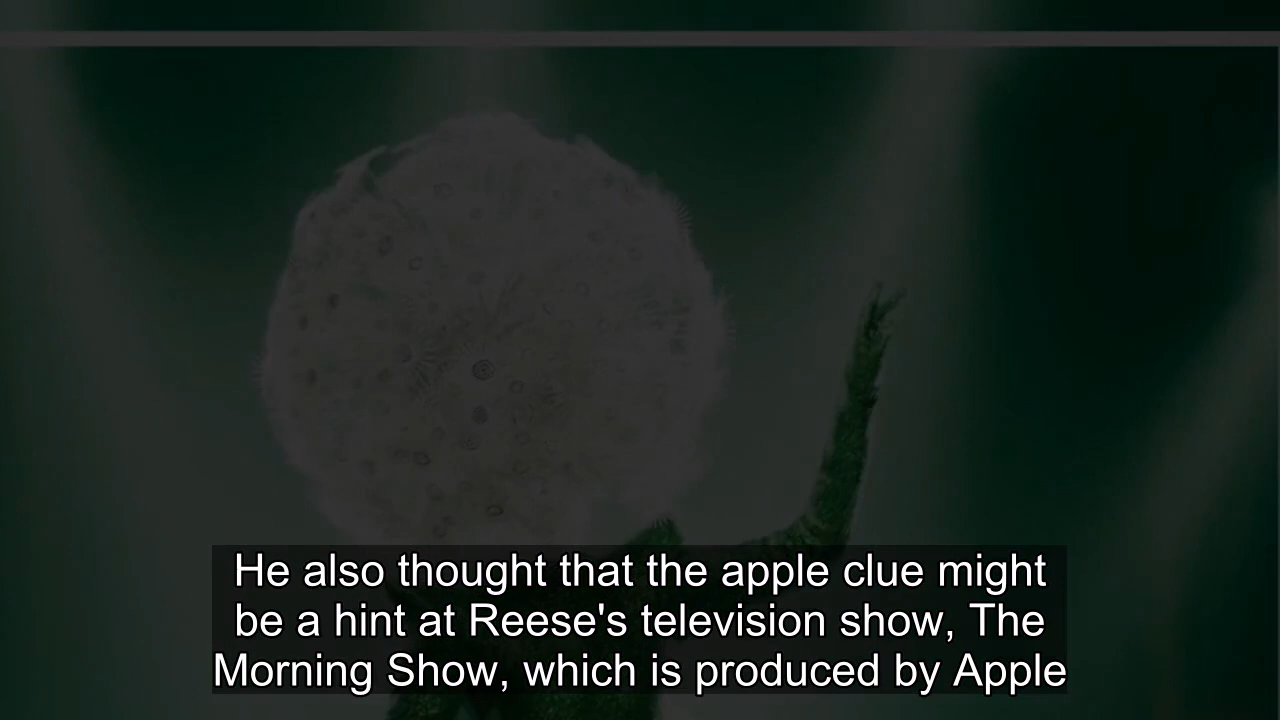 He also thought that the apple clue might
be a hint at Reese's television show, The
Morning Show, which is produced by Apple